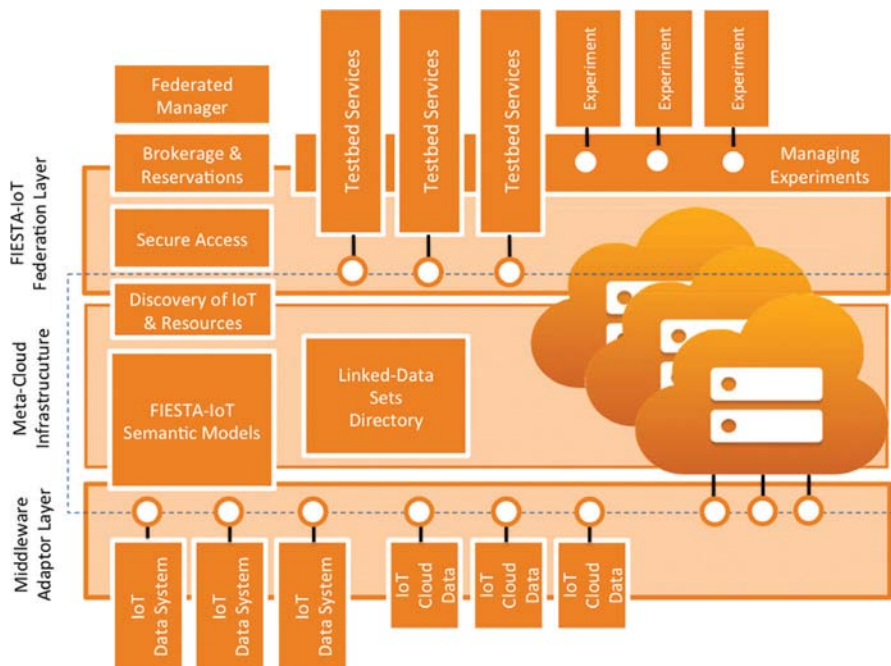 Federated
Manager
Brokerage &
Reservations
Secure Access
Discovery of IoT
& Resources
FIESTA-IoT
Semantic Models
Testbed Services
Testbed Services
Testbed Services
Experiment
Experiment
Experiment
Managing
Experiments
Linked-Data
Sets
Directory
FIESTA-IoT
Federation Layer
Meta-Cloud
Infrastrucuture
Middleware
Adaptor Layer
IoT
Data System
IoT
Data System
IoT
Data System
IoT
Cloud
Data
IoT
Cloud
Data
IoT
Cloud
Data